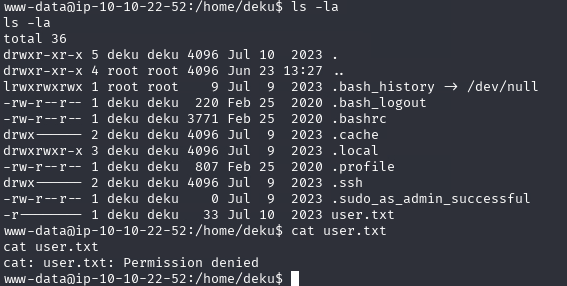 www-data@ip-10-10-22-52:/home/deku$ ls -la
ls -la
total 36
drwxr-xr-x 5 deku deku 4096 Jul 10  2023 .
drwxr-xr-x 4 root root 4096 Jun 23 13:27 ..
lrwxrwxrwx 1 root root    9 Jul  9  2023 .bash_history -> /dev/null
-rw-r--r-- 1 deku deku  220 Feb 25  2020 .bash_logout
-rw-r--r-- 1 deku deku 3771 Feb 25  2020 .bashrc
drwx------ 2 deku deku 4096 Jul  9  2023 .cache
drwxrwxr-x 3 deku deku 4096 Jul  9  2023 .local
-rw-r--r-- 1 deku deku  807 Feb 25  2020 .profile
drwx------ 2 deku deku 4096 Jul  9  2023 .ssh
-rw-r--r-- 1 deku deku    0 Jul  9  2023 .sudo_as_admin_successful
-r-------- 1 deku deku   33 Jul 10  2023 user.txt
www-data@ip-10-10-22-52:/home/deku$ cat user.txt
cat user.txt
cat: user.txt: Permission denied
www-data@ip-10-10-22-52:/home/deku$